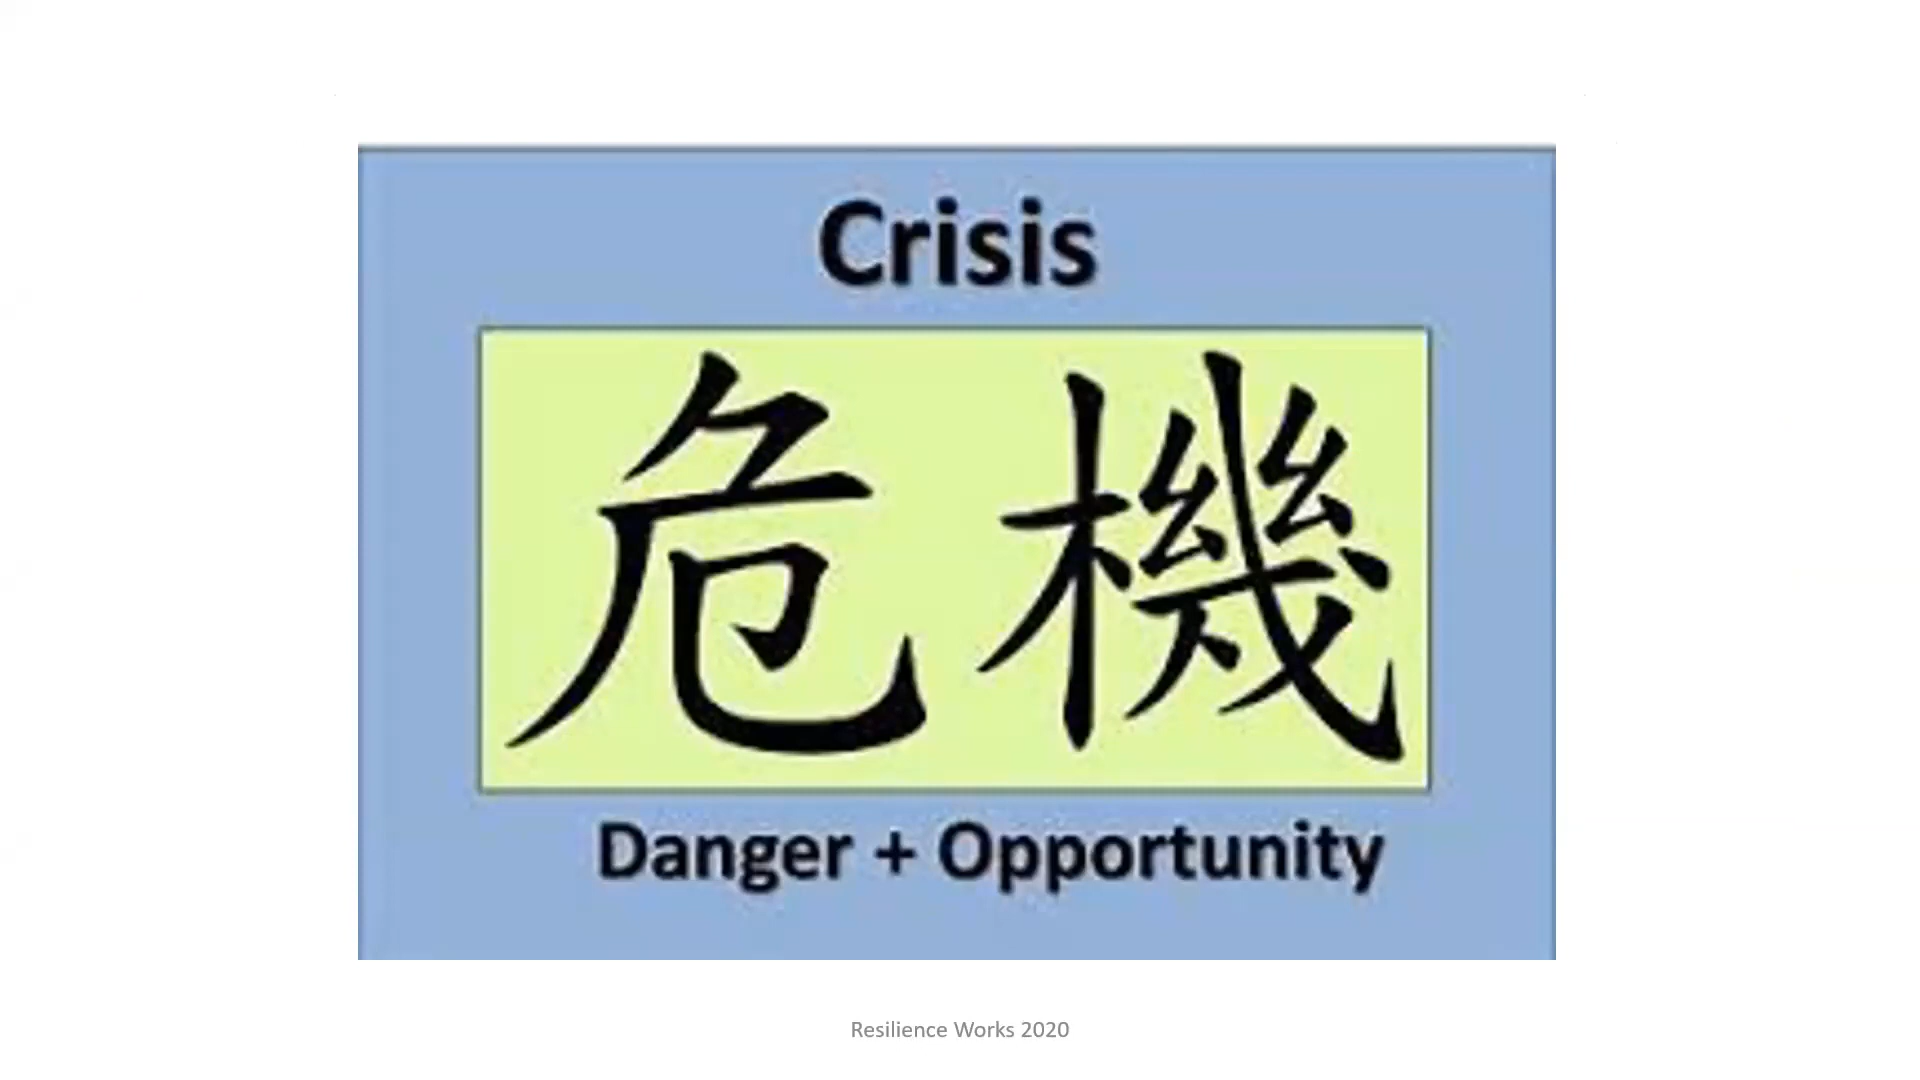 Crisis
危機
Danger + Opportunity
Resilience Works 2020